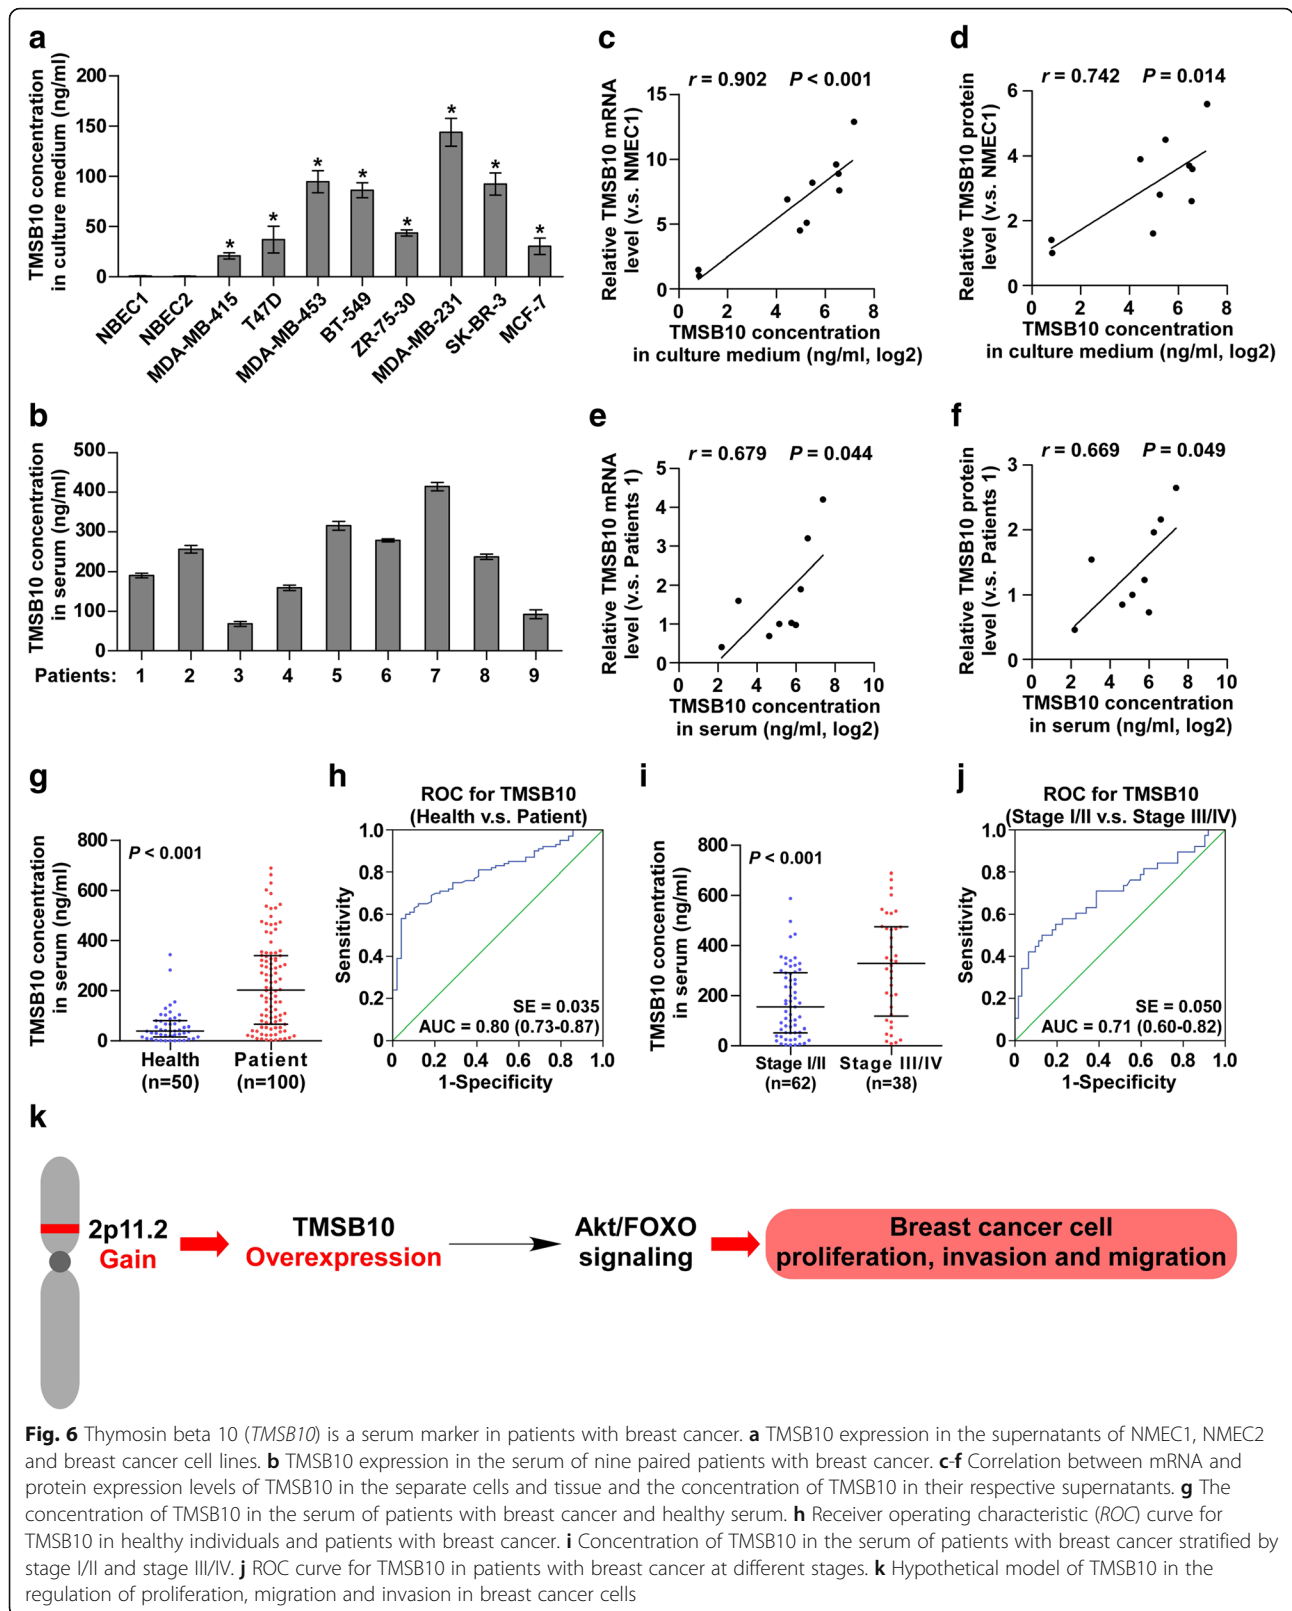 a
TMSB10 concentration
in culture medium (ng/ml)
200
150
100
50
0
* * * * * * * *
NBEC1
NBEC2
MDA-MB-415
T47D
MDA-MB-453
BT-549
ZR-75-30
MDA-MB-231
SK-BR-3
MCF-7
c
r = 0.902 P < 0.001
Relative TMSB10 mRNA
level (v.s. NMEC1)
15
10
5
0
0 2 4 6 8
TMSB10 concentration
in culture medium (ng/ml, log2)
d
r = 0.742 P = 0.014
Relative TMSB10 protein
level (v.s. NMEC1)
6
4
2
0
0 2 4 6 8
TMSB10 concentration
in culture medium (ng/ml, log2)
b
TMSB10 concentration
in serum (ng/ml)
500
400
300
200
100
0
Patients: 1 2 3 4 5 6 7 8 9
e
r = 0.679 P = 0.044
Relative TMSB10 mRNA
level (v.s. Patients 1)
5
4
3
2
1
0
0 2 4 6 8 10
TMSB10 concentration
in serum (ng/ml, log2)
f
r = 0.669 P = 0.049
Relative TMSB10 protein
level (v.s. Patients 1)
3
2
1
0
0 2 4 6 8 10
TMSB10 concentration
in serum (ng/ml, log2)
g
TMSB10 concentration
in serum (ng/ml)
800
600
400
200
0
P < 0.001
Health Patient
(n=50) (n=100)
h
ROC for TMSB10
(Health v.s. Patient)
Sensitivity
1.0
0.8
0.6
0.4
0.2
0
SE = 0.035
AUC = 0.80 (0.73-0.87)
0 0.2 0.4 0.6 0.8 1.0
1-Specificity
i
TMSB10 concentration
in serum (ng/ml)
800
600
400
200
0
P < 0.001
Stage I/II Stage III/IV
(n=62) (n=38)
j
ROC for TMSB10
(Stage I/II v.s. Stage III/IV)
Sensitivity
1.0
0.8
0.6
0.4
0.2
0
SE = 0.050
AUC = 0.71 (0.60-0.82)
0 0.2 0.4 0.6 0.8 1.0
1-Specificity
k
2p11.2
Gain
TMSB10
Overexpression
Akt/FOXO
signaling
Breast cancer cell
proliferation, invasion and migration
Fig. 6 Thymosin beta 10 (TMSB10) is a serum marker in patients with breast cancer. a TMSB10 expression in the supernatants of NMEC1, NMEC2
and breast cancer cell lines. b TMSB10 expression in the serum of nine paired patients with breast cancer. c-f Correlation between mRNA and
protein expression levels of TMSB10 in the separate cells and tissue and the concentration of TMSB10 in their respective supernatants. g The
concentration of TMSB10 in the serum of patients with breast cancer and healthy serum. h Receiver operating characteristic (ROC) curve for
TMSB10 in healthy individuals and patients with breast cancer. i Concentration of TMSB10 in the serum of patients with breast cancer stratified by
stage I/II and stage III/IV. j ROC curve for TMSB10 in patients with breast cancer at different stages. k Hypothetical model of TMSB10 in the
regulation of proliferation, migration and invasion in breast cancer cells